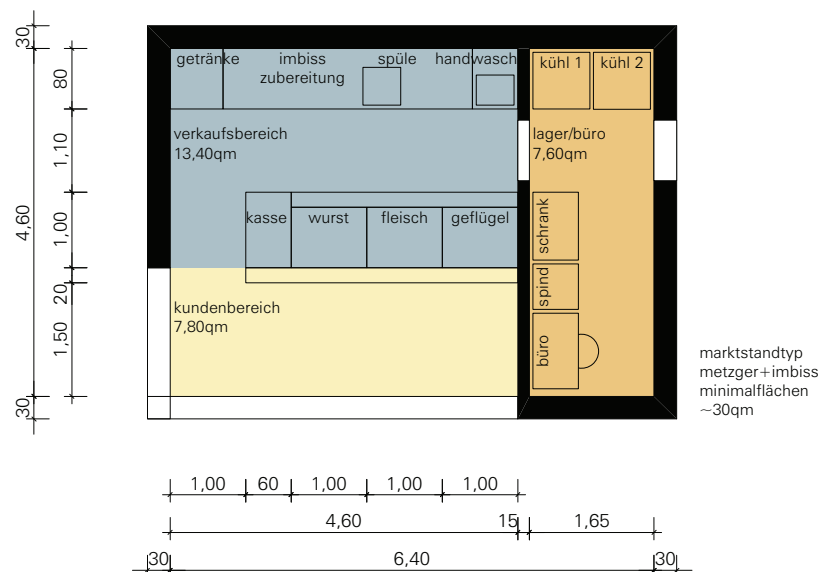 getränke
imbiss
zubereitung
spüle
handwasch
kühl 1
kühl 2
verkaufsbereich
13,40qm
lager/büro
7,60qm
kasse
wurst
fleisch
geflügel
schrank
spind
büro
kundenbereich
7,80qm
marktstandtyp
metzger+imbiss
minimalflächen
~30qm
30
4,60
30
80
1,10
1,00
20
1,50
1,00
60
1,00
1,00
1,00
4,60
15
1,65
30
6,40
30